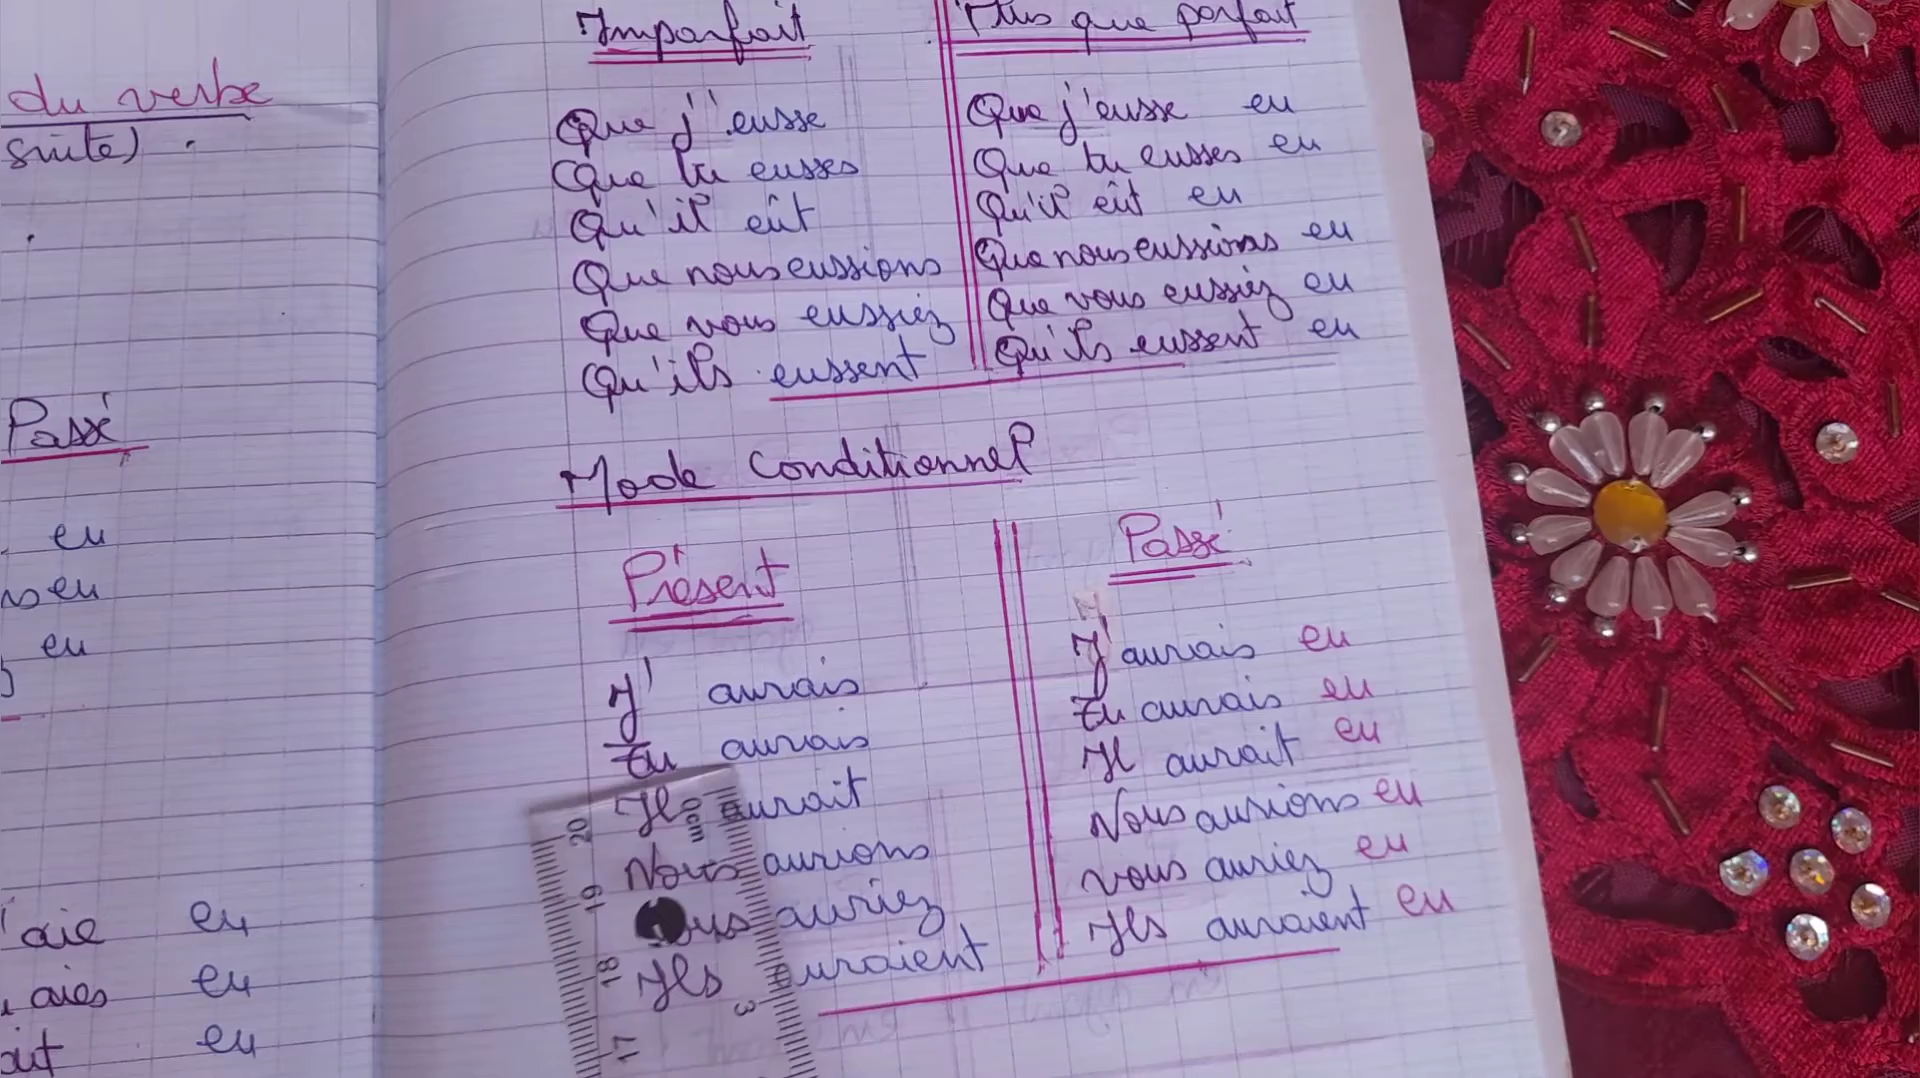 du verbe
suite) .
Passé
eu
eu
eu
aie eu
aies eu
eu
Imparfait
Que j'eusse
Que tu eusses
Qu'il eût
Que nous eussions
Que vous eussiez
Qu'ils eussent
Plus que parfait
Que j'eusse eu
Que tu eusses eu
Qu'il eût eu
Que nous eussions eu
Que vous eussiez eu
Qu'ils eussent eu
Mode Conditionnel
Présent
J' aurais
tu aurais
Il aurait
Nous aurions
Vous auriez
Ils auraient
Passé
J'aurais eu
tu aurais eu
Il aurait eu
Nous aurions eu
vous auriez eu
Ils auraient eu
cm
20
19
18
17
3